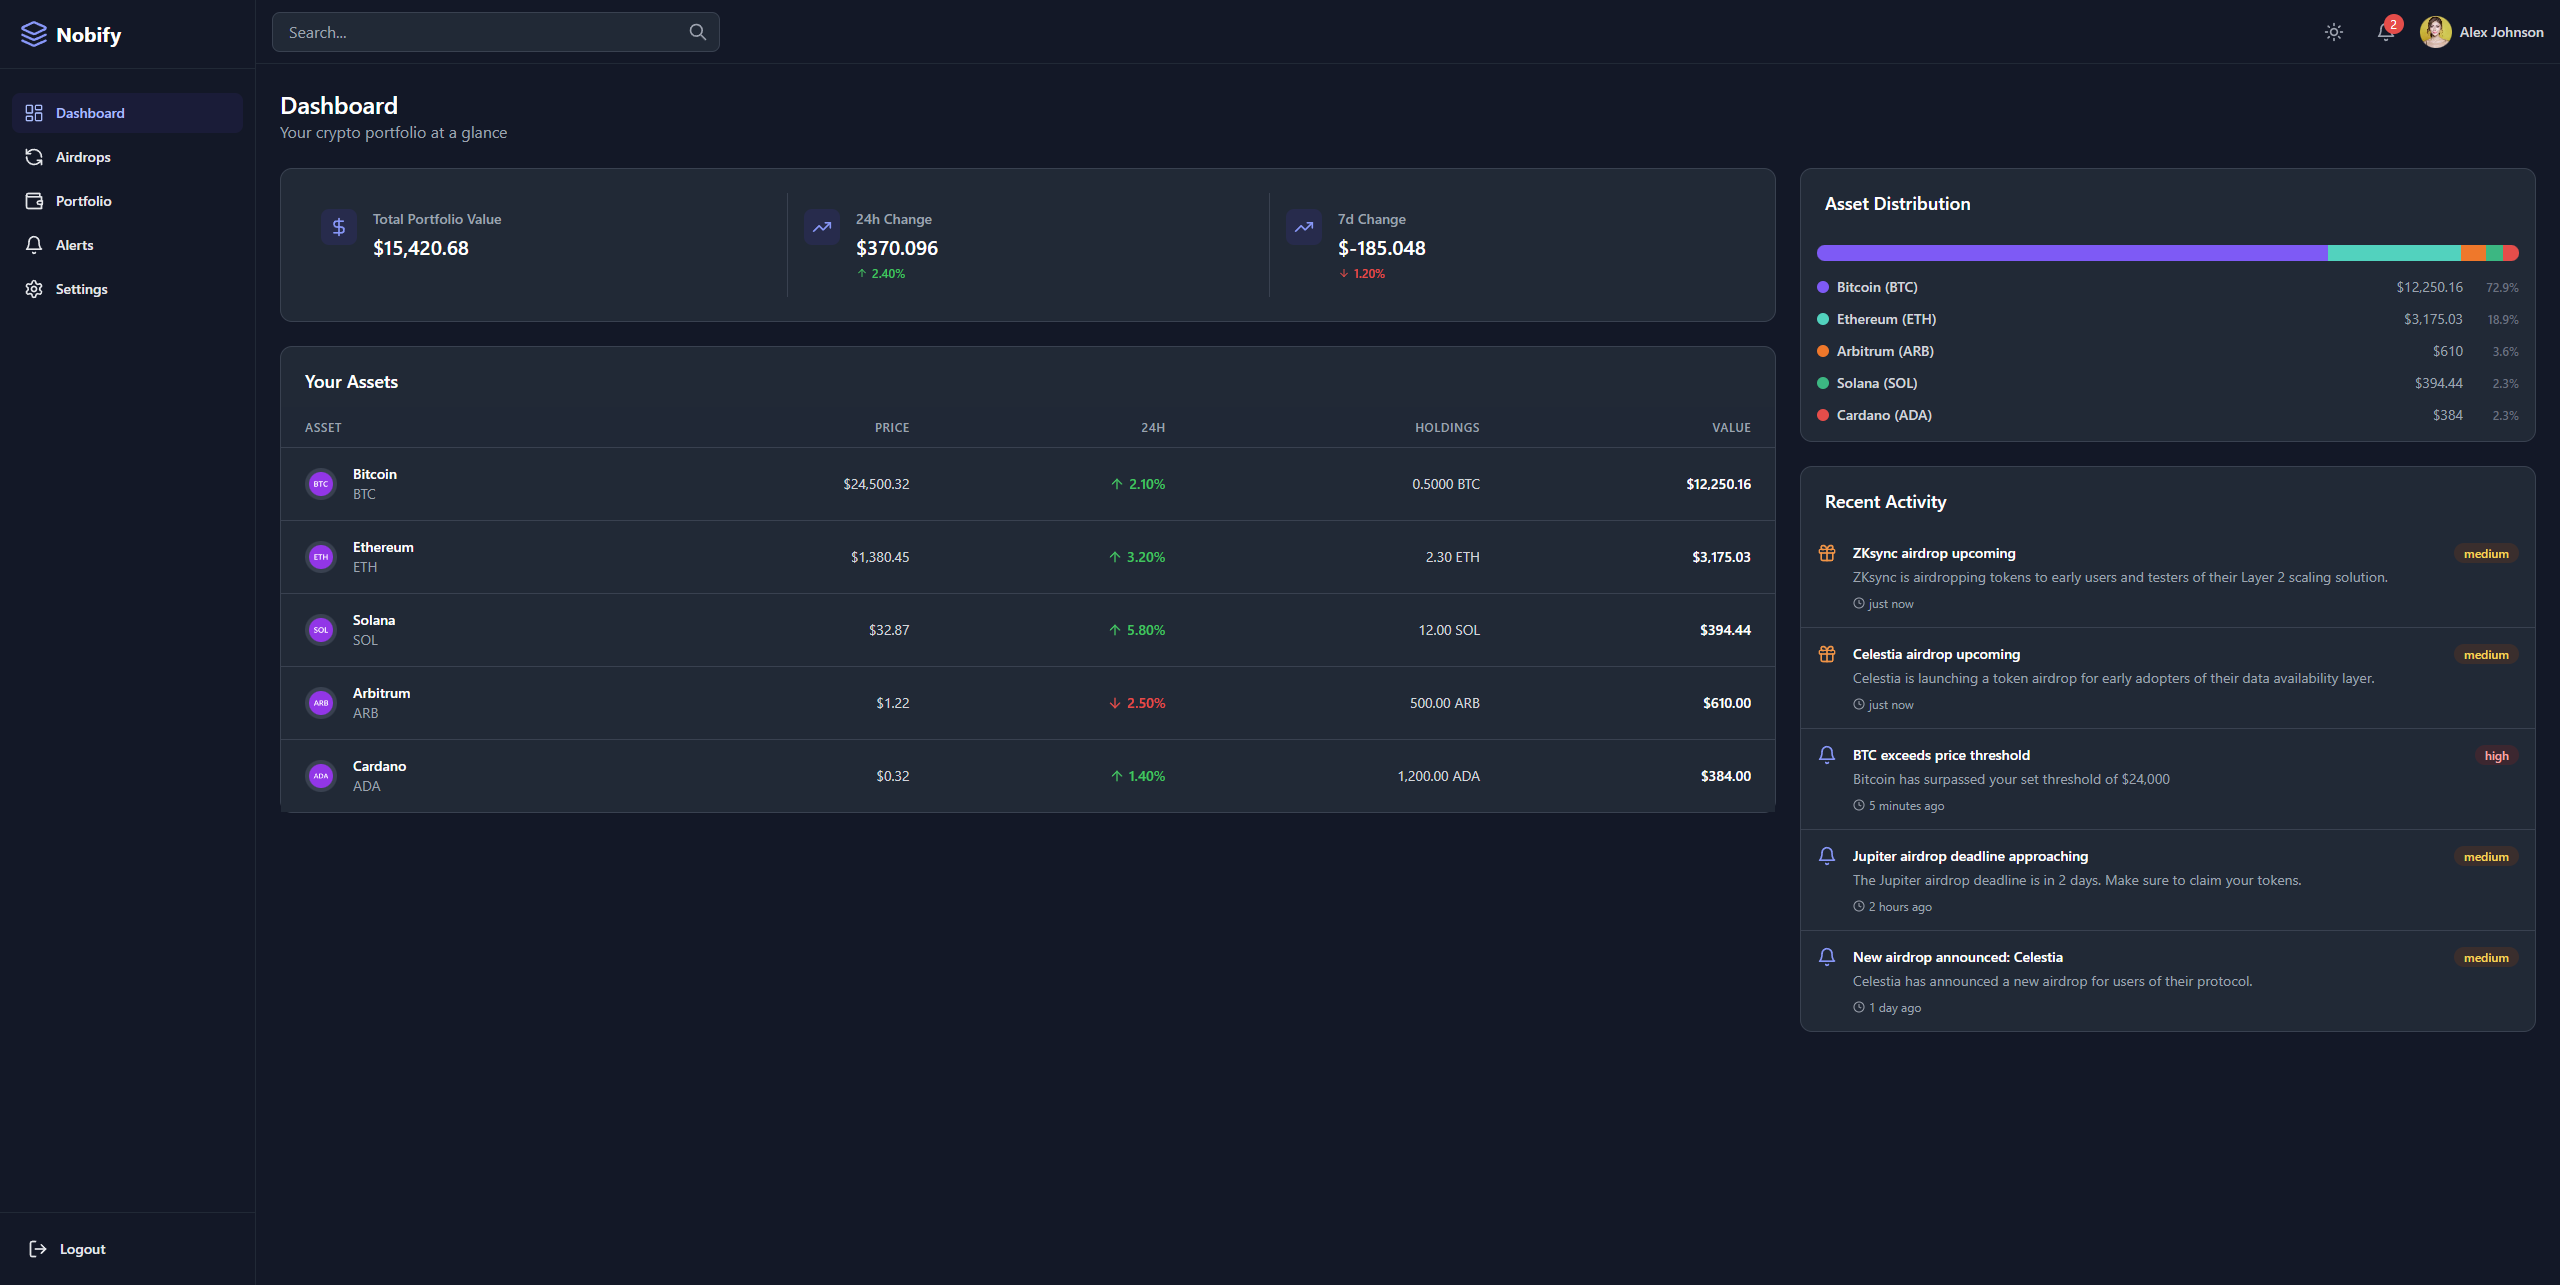 Nobify
Search...
2
Alex Johnson
Dashboard
Airdrops
Portfolio
Alerts
Settings
Logout
Dashboard
Your crypto portfolio at a glance
Total Portfolio Value
$15,420.68
24h Change
$370.096
↑ 2.40%
7d Change
$-185.048
↓ 1.20%
Your Assets
ASSET PRICE 24H HOLDINGS VALUE
BTC Bitcoin
BTC $24,500.32 ↑ 2.10% 0.5000 BTC $12,250.16
ETH Ethereum
ETH $1,380.45 ↑ 3.20% 2.30 ETH $3,175.03
SOL Solana
SOL $32.87 ↑ 5.80% 12.00 SOL $394.44
ARB Arbitrum
ARB $1.22 ↓ 2.50% 500.00 ARB $610.00
ADA Cardano
ADA $0.32 ↑ 1.40% 1,200.00 ADA $384.00
Asset Distribution
Bitcoin (BTC) $12,250.16 72.9%
Ethereum (ETH) $3,175.03 18.9%
Arbitrum (ARB) $610 3.6%
Solana (SOL) $394.44 2.3%
Cardano (ADA) $384 2.3%
Recent Activity
ZKsync airdrop upcoming medium
ZKsync is airdropping tokens to early users and testers of their Layer 2 scaling solution.
just now
Celestia airdrop upcoming medium
Celestia is launching a token airdrop for early adopters of their data availability layer.
just now
BTC exceeds price threshold high
Bitcoin has surpassed your set threshold of $24,000
5 minutes ago
Jupiter airdrop deadline approaching medium
The Jupiter airdrop deadline is in 2 days. Make sure to claim your tokens.
2 hours ago
New airdrop announced: Celestia medium
Celestia has announced a new airdrop for users of their protocol.
1 day ago